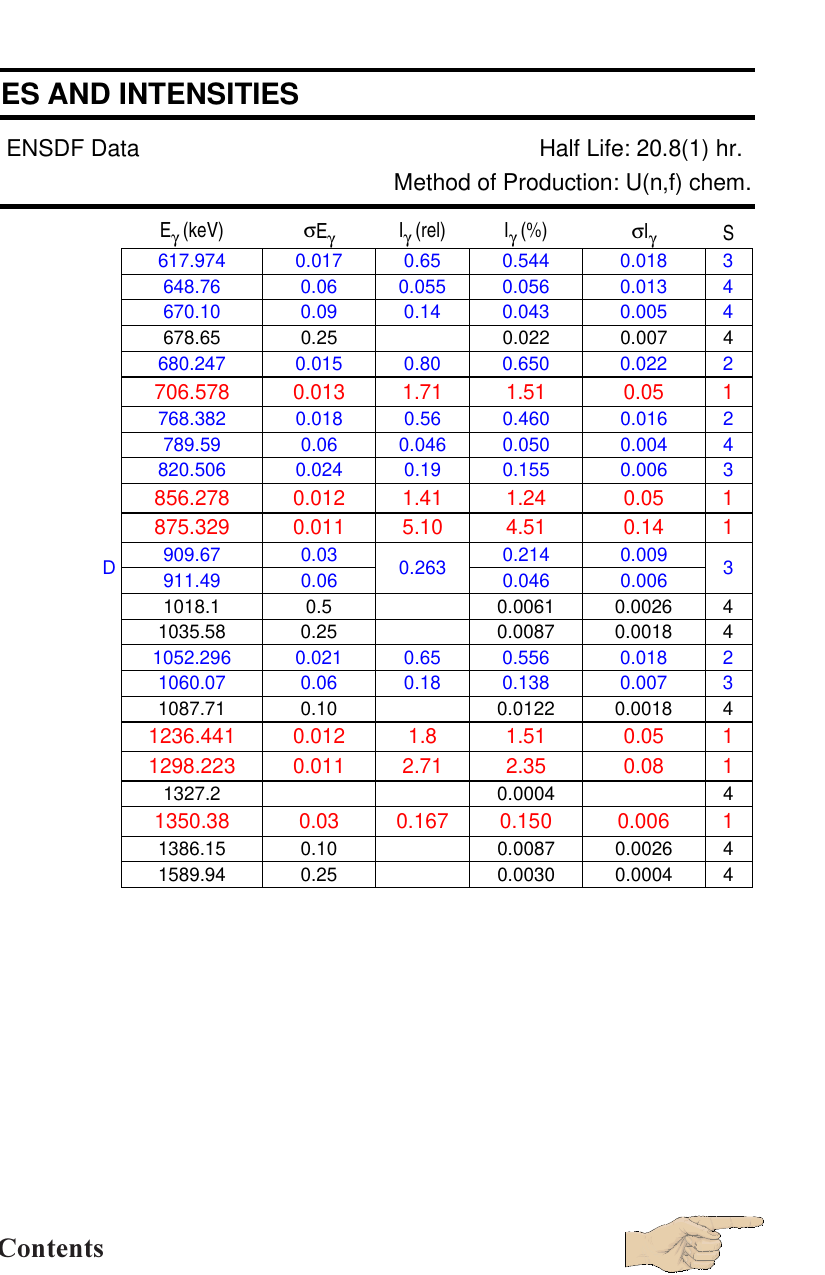 ES AND INTENSITIES
ENSDF Data Half Life: 20.8(1) hr.
Method of Production: U(n,f) chem.
Eγ (keV) σEγ Iγ (rel) Iγ (%) σIγ S
617.974 0.017 0.65 0.544 0.018 3
648.76 0.06 0.055 0.056 0.013 4
670.10 0.09 0.14 0.043 0.005 4
678.65 0.25 0.022 0.007 4
680.247 0.015 0.80 0.650 0.022 2
706.578 0.013 1.71 1.51 0.05 1
768.382 0.018 0.56 0.460 0.016 2
789.59 0.06 0.046 0.050 0.004 4
820.506 0.024 0.19 0.155 0.006 3
856.278 0.012 1.41 1.24 0.05 1
875.329 0.011 5.10 4.51 0.14 1
909.67 0.03 0.214 0.009
D 0.263 3
911.49 0.06 0.046 0.006
1018.1 0.5 0.0061 0.0026 4
1035.58 0.25 0.0087 0.0018 4
1052.296 0.021 0.65 0.556 0.018 2
1060.07 0.06 0.18 0.138 0.007 3
1087.71 0.10 0.0122 0.0018 4
1236.441 0.012 1.8 1.51 0.05 1
1298.223 0.011 2.71 2.35 0.08 1
1327.2 0.0004 4
1350.38 0.03 0.167 0.150 0.006 1
1386.15 0.10 0.0087 0.0026 4
1589.94 0.25 0.0030 0.0004 4
Contents